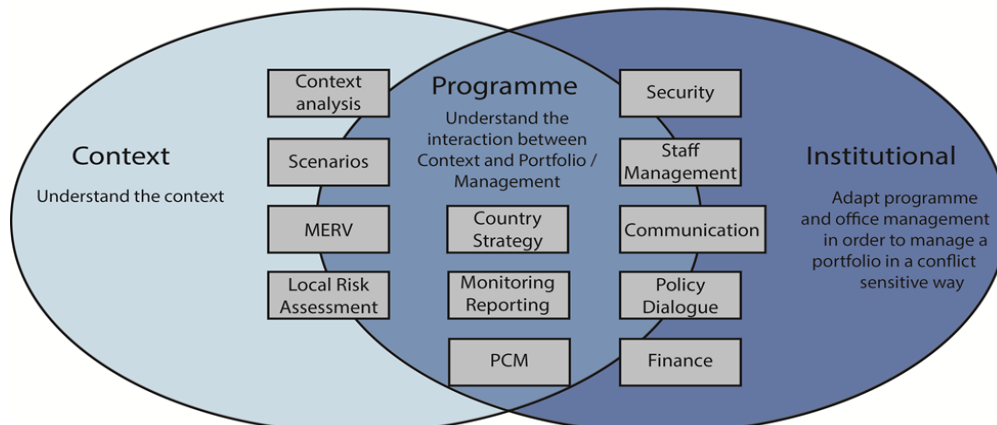 Context
Understand the context
Context
analysis
Scenarios
MERV
Local Risk
Assessment
Programme
Understand the
interaction between
Context and Portfolio /
Management
Country
Strategy
Monitoring
Reporting
PCM
Security
Staff
Management
Communication
Policy
Dialogue
Finance
Institutional
Adapt programme
and office management
in order to manage a
portfolio in a conflict
sensitive way